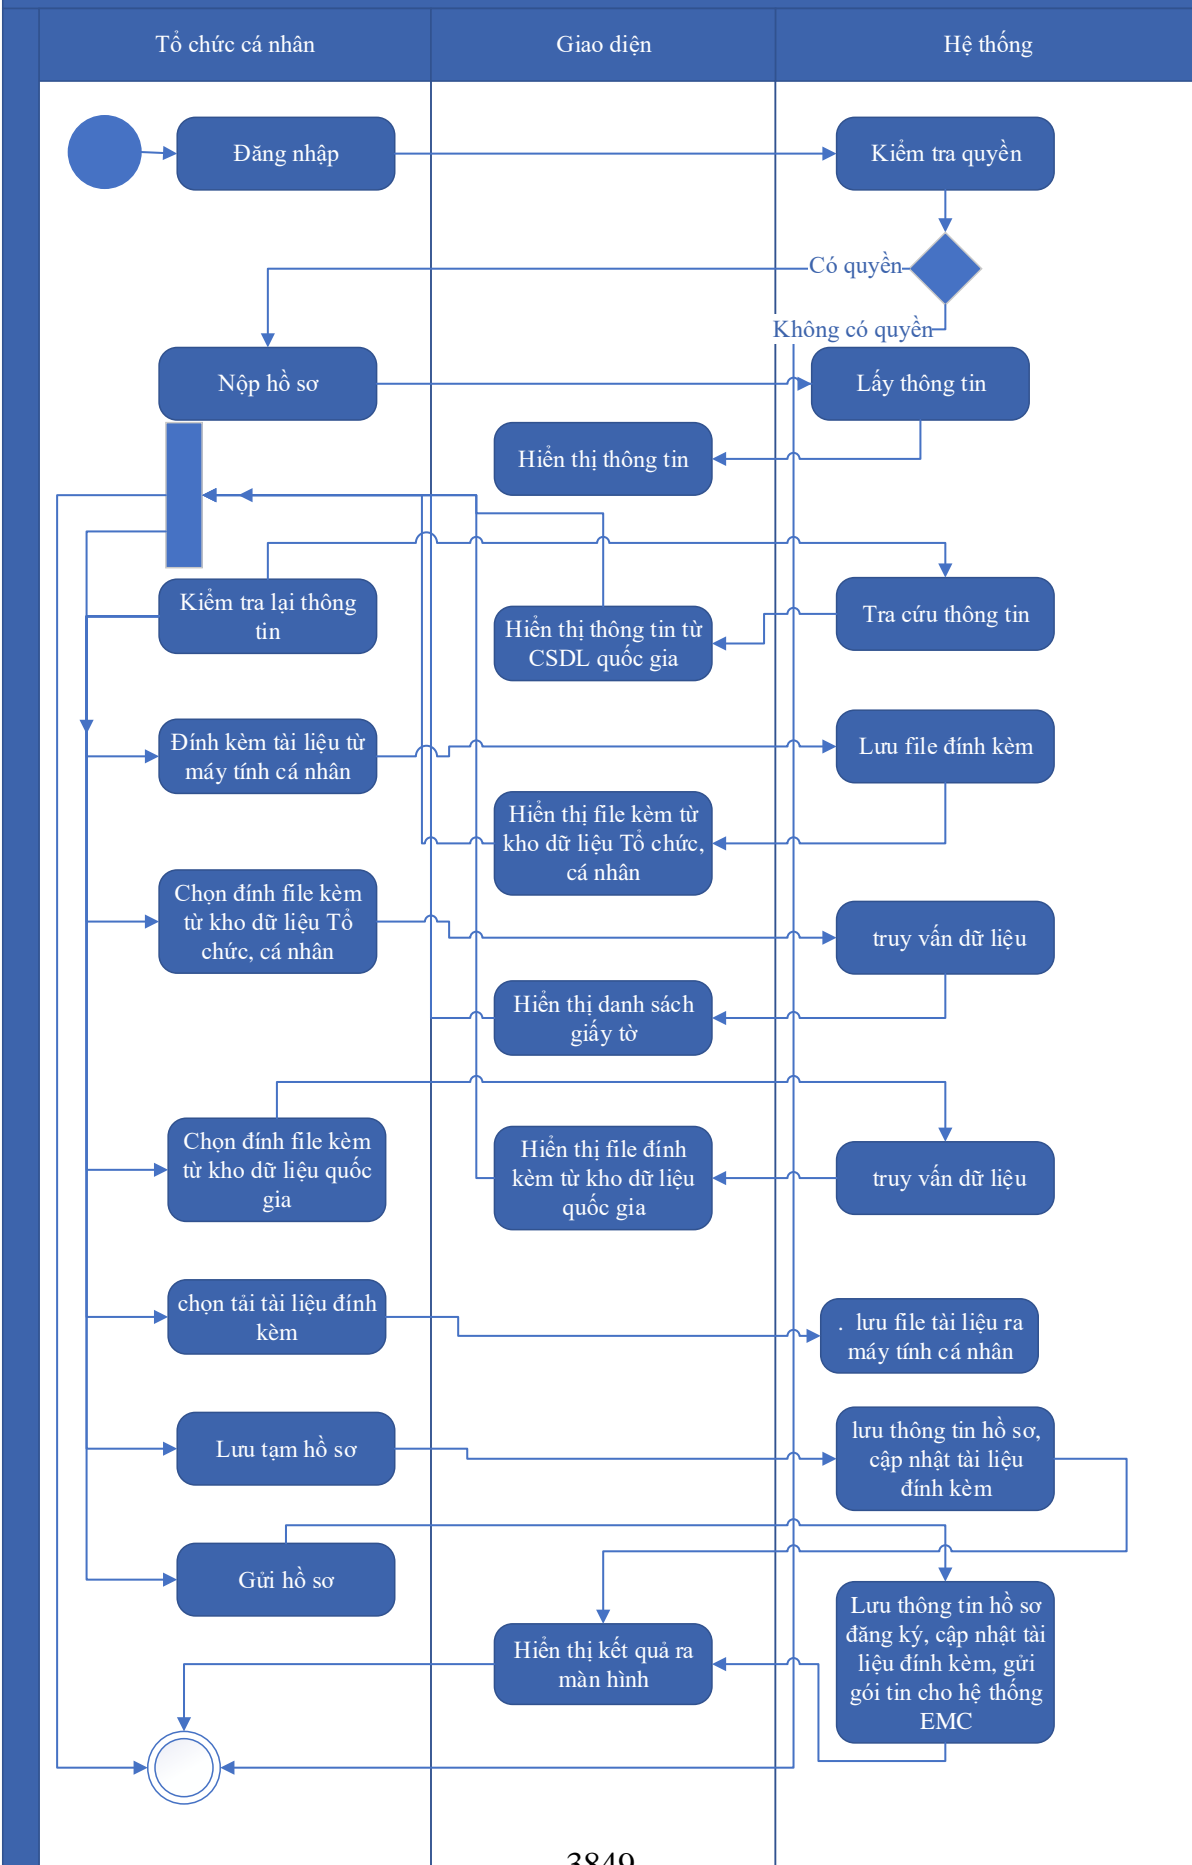 Tổ chức cá nhân
Giao diện
Hệ thống
Đăng nhập
Kiểm tra quyền
Có quyền
Không có quyền
Nộp hồ sơ
Lấy thông tin
Hiển thị thông tin
Kiểm tra lại thông
tin
Hiển thị thông tin từ
CSDL quốc gia
Tra cứu thông tin
Đính kèm tài liệu từ
máy tính cá nhân
Lưu file đính kèm
Hiển thị file kèm từ
kho dữ liệu Tổ chức,
cá nhân
Chọn đính file kèm
từ kho dữ liệu Tổ
chức, cá nhân
truy vấn dữ liệu
Hiển thị danh sách
giấy tờ
Chọn đính file kèm
từ kho dữ liệu quốc
gia
Hiển thị file đính
kèm từ kho dữ liệu
quốc gia
truy vấn dữ liệu
chọn tải tài liệu đính
kèm
. lưu file tài liệu ra
máy tính cá nhân
Lưu tạm hồ sơ
lưu thông tin hồ sơ,
cập nhật tài liệu
đính kèm
Gửi hồ sơ
Hiển thị kết quả ra
màn hình
Lưu thông tin hồ sơ
đăng ký, cập nhật tài
liệu đính kèm, gửi
gói tin cho hệ thống
EMC
3849